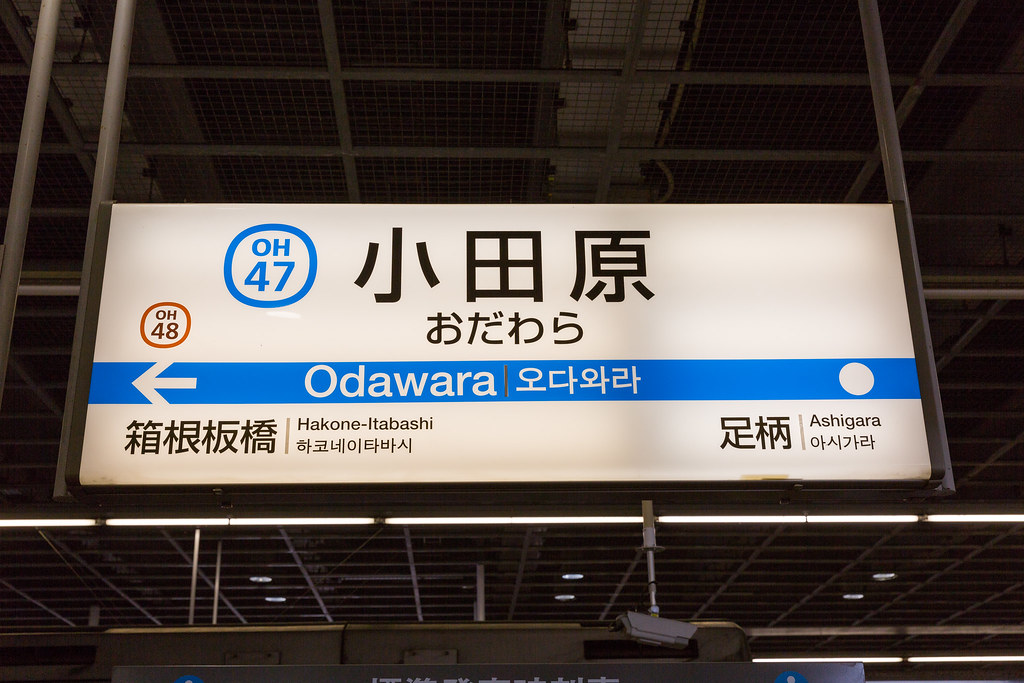 OH
47
小田原
おだわら
OH
48
Odawara 오다와라
箱根板橋
Hakone-Itabashi
하코네이타바시
足柄
Ashigara
아시가라